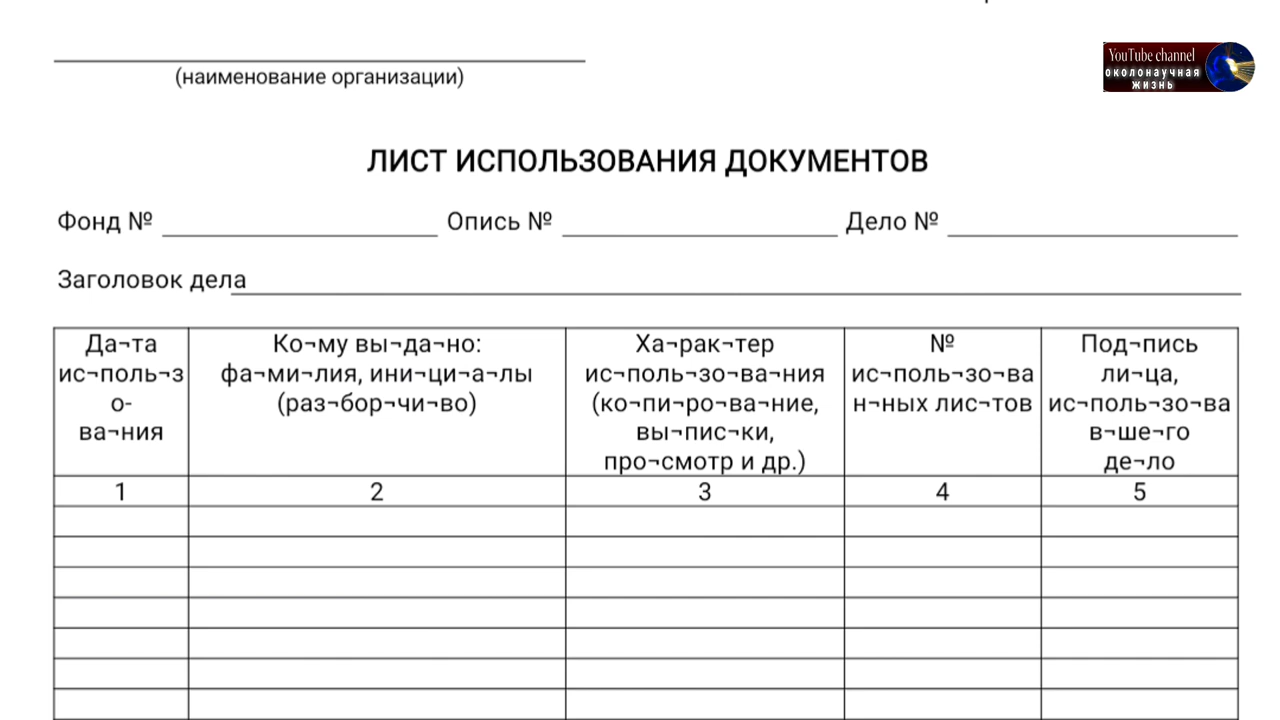 YouTube channel
околонаучная
жизнь
(наименование организации)
ЛИСТ ИСПОЛЬЗОВАНИЯ ДОКУМЕНТОВ
Фонд № Опись № Дело №
Заголовок дела
Да¬та
ис¬поль¬з
о-
ва¬ния
Ко¬му вы¬да¬но:
фа¬ми¬лия, ини¬ци¬а¬лы
(раз¬бор¬чи¬во)
Ха¬рак¬тер
ис¬поль¬зо¬ва¬ния
(ко¬пи¬ро¬ва¬ние,
вы¬пис¬ки,
про¬смотр и др.)
№
ис¬поль¬зо¬ва
н¬ных лис¬тов
Под¬пись
ли¬ца,
ис¬поль¬зо¬ва
в¬ше¬го
де¬ло
1 2 3 4 5